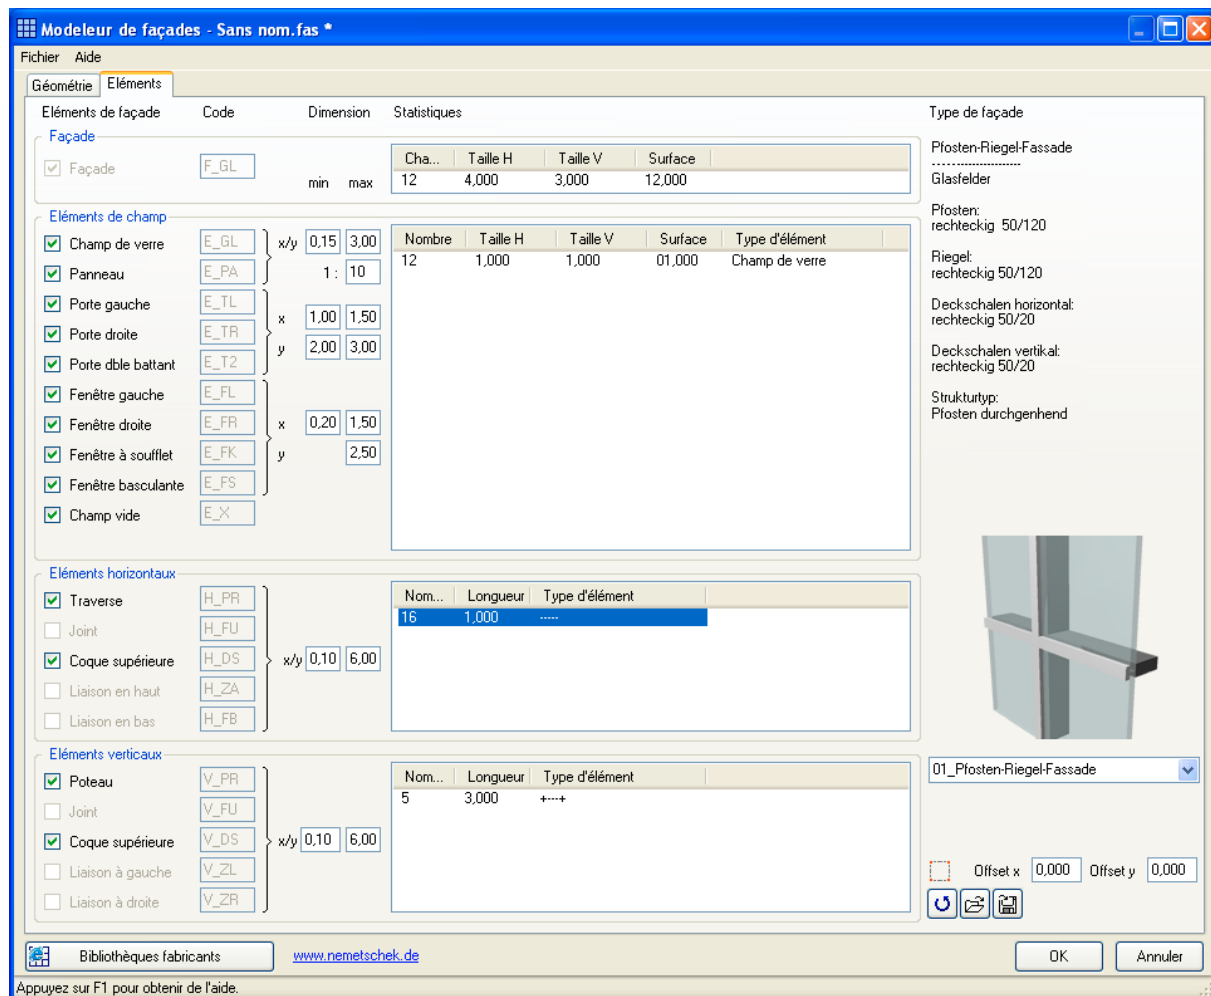 Modeleur de façades - Sans nom.fas *
Fichier Aide
Géométrie Eléments
Eléments de façade Code Dimension Statistiques Type de façade
Façade
Façade F_GL min max
Cha... Taille H Taille V Surface
12 4,000 3,000 12,000
Eléments de champ
Champ de verre E_GL x/y 0,15 3,00
Panneau E_PA 1 : 10
Porte gauche E_TL
x 1,00 1,50
Porte droite E_TR
y 2,00 3,00
Porte dble battant E_T2
Fenêtre gauche E_FL
Fenêtre droite E_FR x 0,20 1,50
Fenêtre à soufflet E_FK y 2,50
Fenêtre basculante E_FS
Champ vide E_X
Nombre Taille H Taille V Surface Type d'élément
12 1,000 1,000 01,000 Champ de verre
Eléments horizontaux
Traverse H_PR
Joint H_FU
Coque supérieure H_DS x/y 0,10 6,00
Liaison en haut H_ZA
Liaison en bas H_FB
Nom... Longueur Type d'élément
16 1,000 -----
Eléments verticaux
Poteau V_PR
Joint V_FU
Coque supérieure V_DS x/y 0,10 6,00
Liaison à gauche V_ZL
Liaison à droite V_ZR
Nom... Longueur Type d'élément
5 3,000 +---+
Pfosten-Riegel-Fassade
----------------------
Glasfelder
Pfosten:
rechteckig 50/120
Riegel:
rechteckig 50/120
Deckschalen horizontal:
rechteckig 50/20
Deckschalen vertikal:
rechteckig 50/20
Strukturtyp:
Pfosten durchgenhend
01_Pfosten-Riegel-Fassade
Offset x 0,000 Offset y 0,000
Bibliothèques fabricants www.nemetschek.de OK Annuler
Appuyez sur F1 pour obtenir de l'aide.